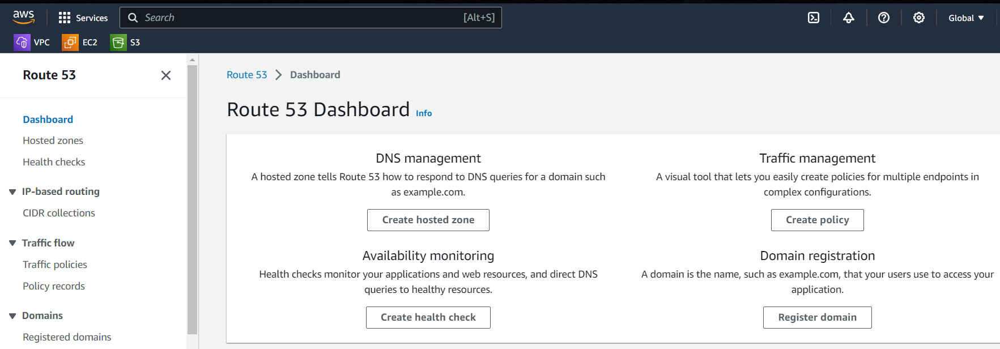 aws
Services
Search
[Alt+S]
Global
VPC
EC2
S3
Route 53
Dashboard
Hosted zones
Health checks
IP-based routing
CIDR collections
Traffic flow
Traffic policies
Policy records
Domains
Registered domains
Route 53 > Dashboard
Route 53 Dashboard Info
DNS management
A hosted zone tells Route 53 how to respond to DNS queries for a domain such
as example.com.
Create hosted zone
Traffic management
A visual tool that lets you easily create policies for multiple endpoints in
complex configurations.
Create policy
Availability monitoring
Health checks monitor your applications and web resources, and direct DNS
queries to healthy resources.
Create health check
Domain registration
A domain is the name, such as example.com, that your users use to access your
application.
Register domain